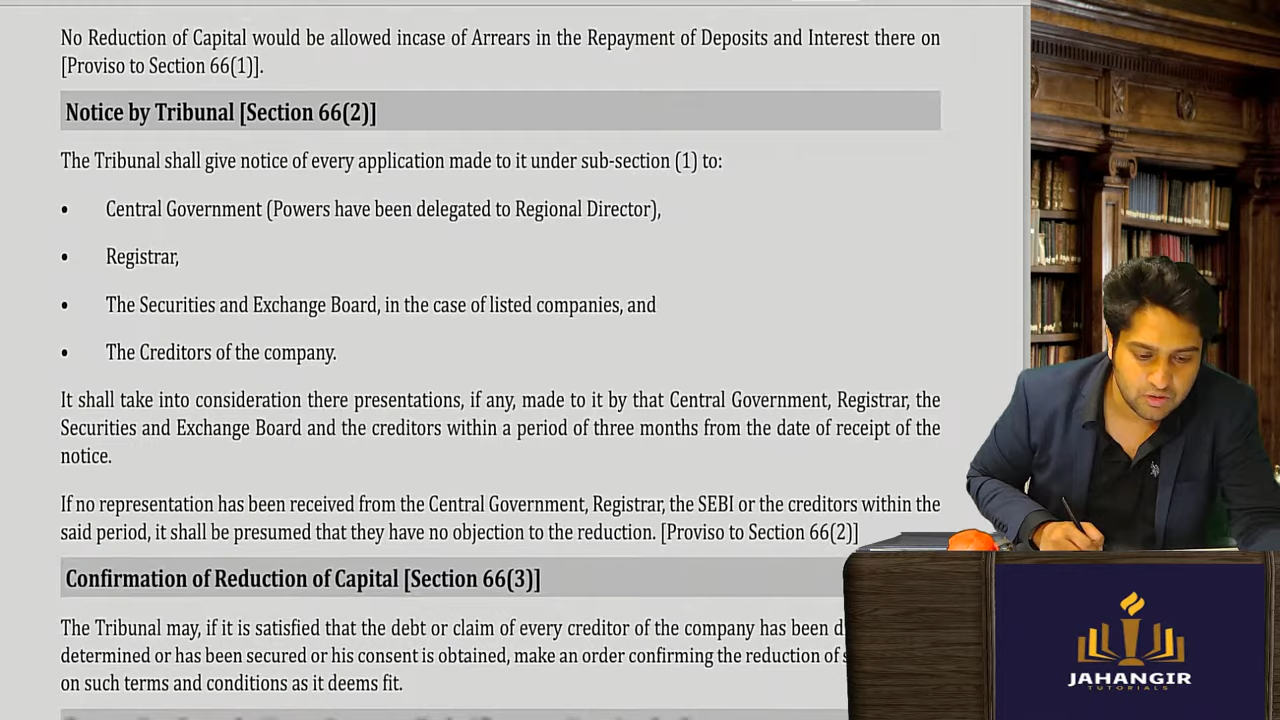 No Reduction of Capital would be allowed incase of Arrears in the Repayment of Deposits and Interest there on
[Proviso to Section 66(1)].
Notice by Tribunal [Section 66(2)]
The Tribunal shall give notice of every application made to it under sub-section (1) to:
• Central Government (Powers have been delegated to Regional Director),
• Registrar,
• The Securities and Exchange Board, in the case of listed companies, and
• The Creditors of the company.
It shall take into consideration there presentations, if any, made to it by that Central Government, Registrar, the
Securities and Exchange Board and the creditors within a period of three months from the date of receipt of the
notice.
If no representation has been received from the Central Government, Registrar, the SEBI or the creditors within the
said period, it shall be presumed that they have no objection to the reduction. [Proviso to Section 66(2)]
Confirmation of Reduction of Capital [Section 66(3)]
The Tribunal may, if it is satisfied that the debt or claim of every creditor of the company has been d
determined or has been secured or his consent is obtained, make an order confirming the reduction of s
on such terms and conditions as it deems fit.
JAHANGIR
TUTORIALS